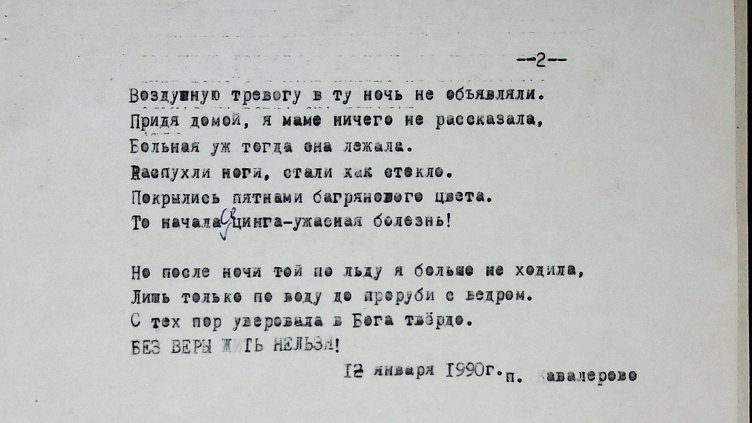 --2--
Воздушную тревогу в ту ночь не объявляли.
Придя домой, я маме ничего не рассказала,
Больная уж тогда она лежала.
Распухли ноги, стали как стекло.
Покрылись пятнами багрянового цвета.
То начала́ся цинга-ужасная болезнь!
Но после ночи той по льду я больше не ходила,
Лишь только по воду до проруби с ведром.
С тех пор уверовала в Бога твёрдо.
БЕЗ ВЕРЫ ЖИТЬ НЕЛЬЗЯ!
12 января 1990г. п. Кавалерово